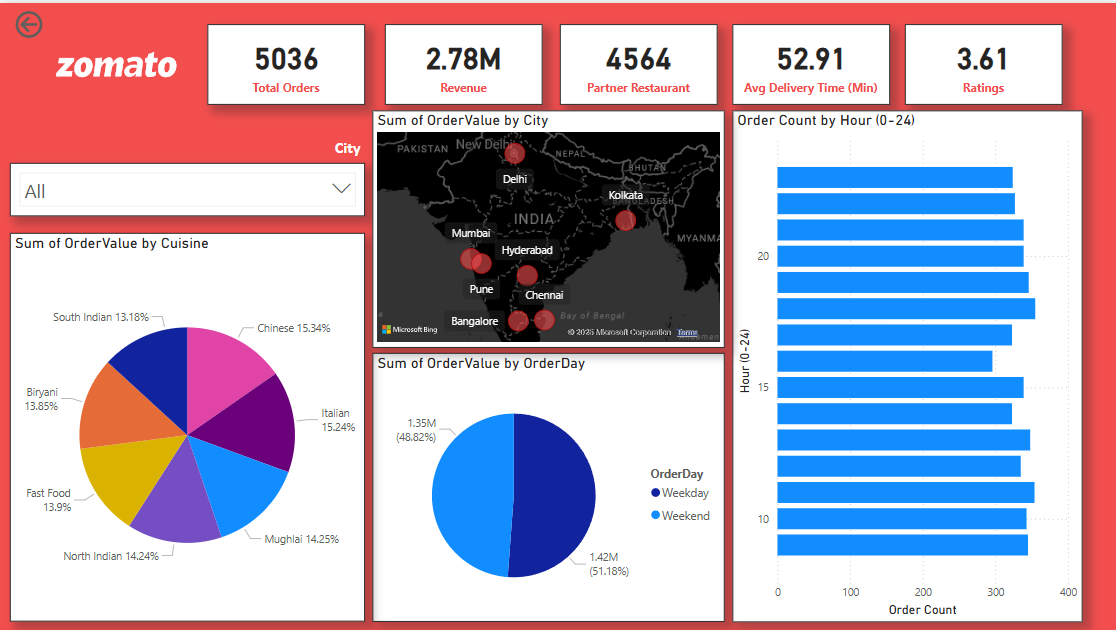 zomato
5036
Total Orders
2.78M
Revenue
4564
Partner Restaurant
52.91
Avg Delivery Time (Min)
3.61
Ratings
City
All
Sum of OrderValue by Cuisine
South Indian 13.18%
Chinese 15.34%
Biryani
13.85%
Italian
15.24%
Fast Food
13.9%
Mughlai 14.25%
North Indian 14.24%
Sum of OrderValue by City
PAKISTAN
New Delhi
NEPAL
BHUTAN
Delhi
Kolkata
BANGLADESH
INDIA
Mumbai
MYANMA
Hyderabad
Pune
Chennai
Bangalore
Bay of Bengal
Microsoft Bing
© 2025 Microsoft Corporation Terms
Sum of OrderValue by OrderDay
1.35M
(48.82%)
OrderDay
Weekday
Weekend
1.42M
(51.18%)
Order Count by Hour (0-24)
Hour (0-24)
20
15
10
0 100 200 300 400
Order Count